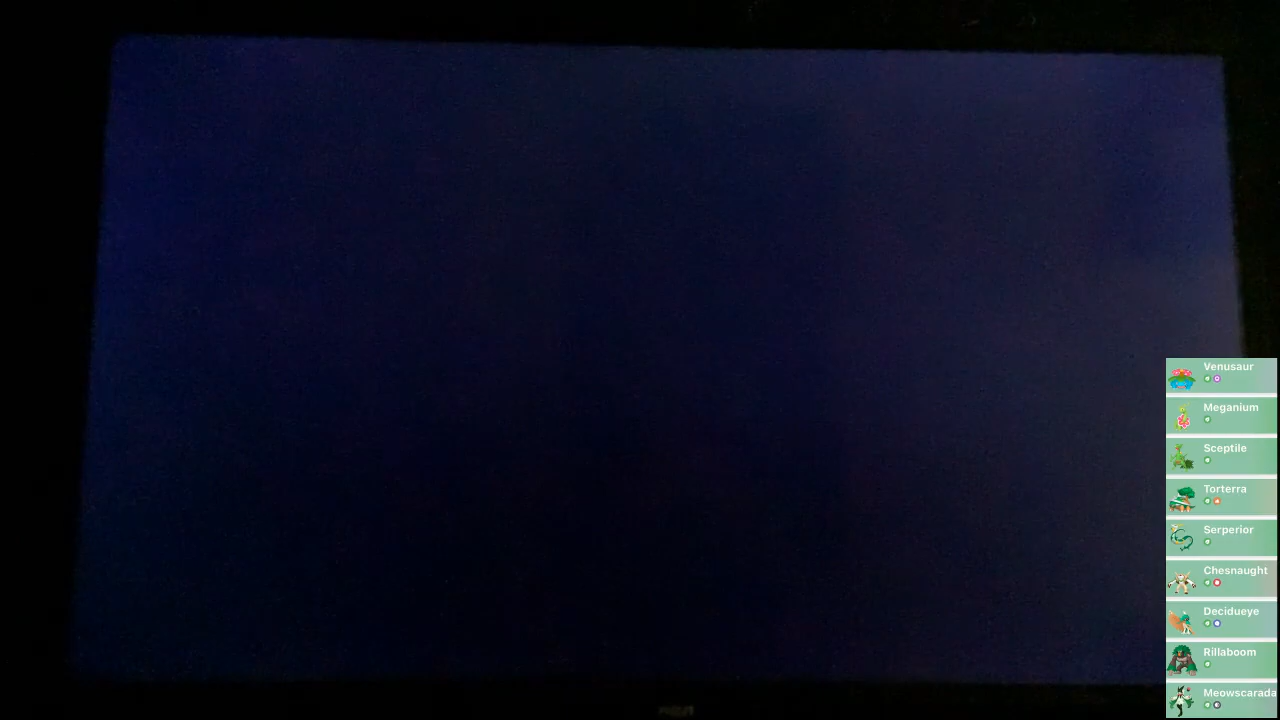 Venusaur
Meganium
Sceptile
Torterra
Serperior
Chesnaught
Decidueye
Rillaboom
Meowscarada